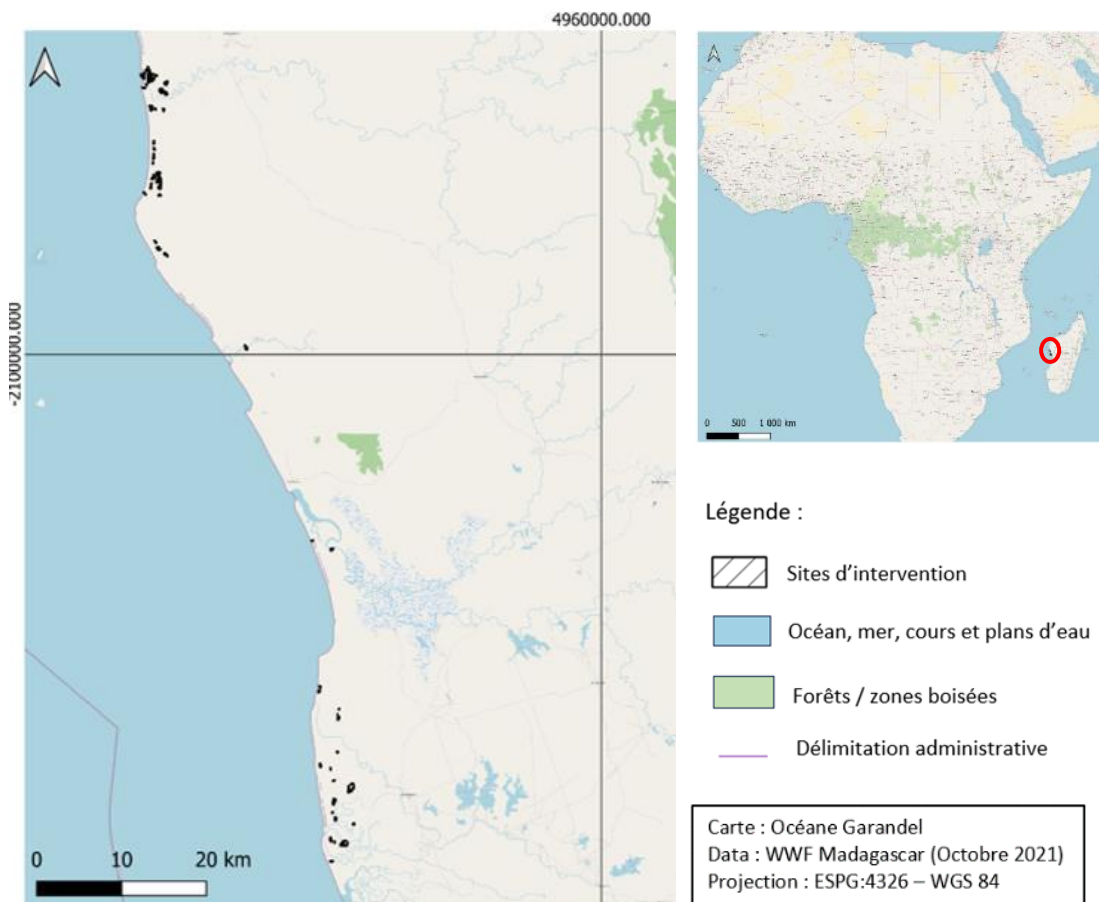 4960000.000
-2100000.000
0 10 20 km
0 500 1 000 km
Légende :
Sites d'intervention
Océan, mer, cours et plans d'eau
Forêts / zones boisées
Délimitation administrative
Carte : Océane Garandel
Data : WWF Madagascar (Octobre 2021)
Projection : ESPG:4326 – WGS 84